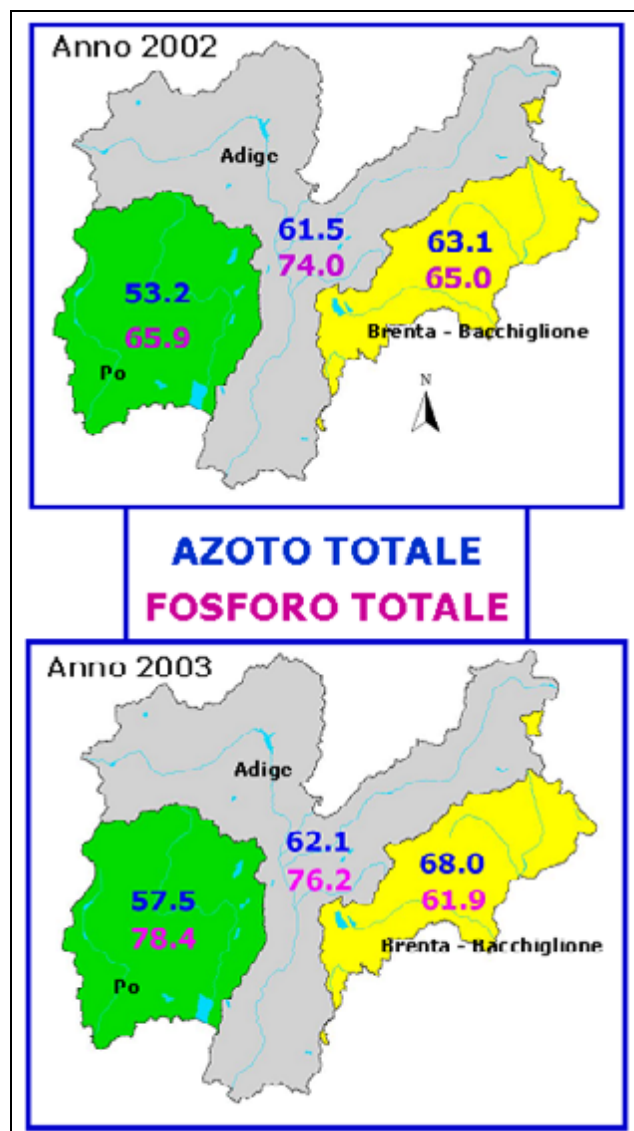 Anno 2002
Adige
61.5
74.0
63.1
65.0
53.2
65.9
Brenta - Bacchiglione
Po
N
AZOTO TOTALE
FOSFORO TOTALE
Anno 2003
Adige
62.1
76.2
68.0
61.9
57.5
78.4
Brenta - Bacchiglione
Po